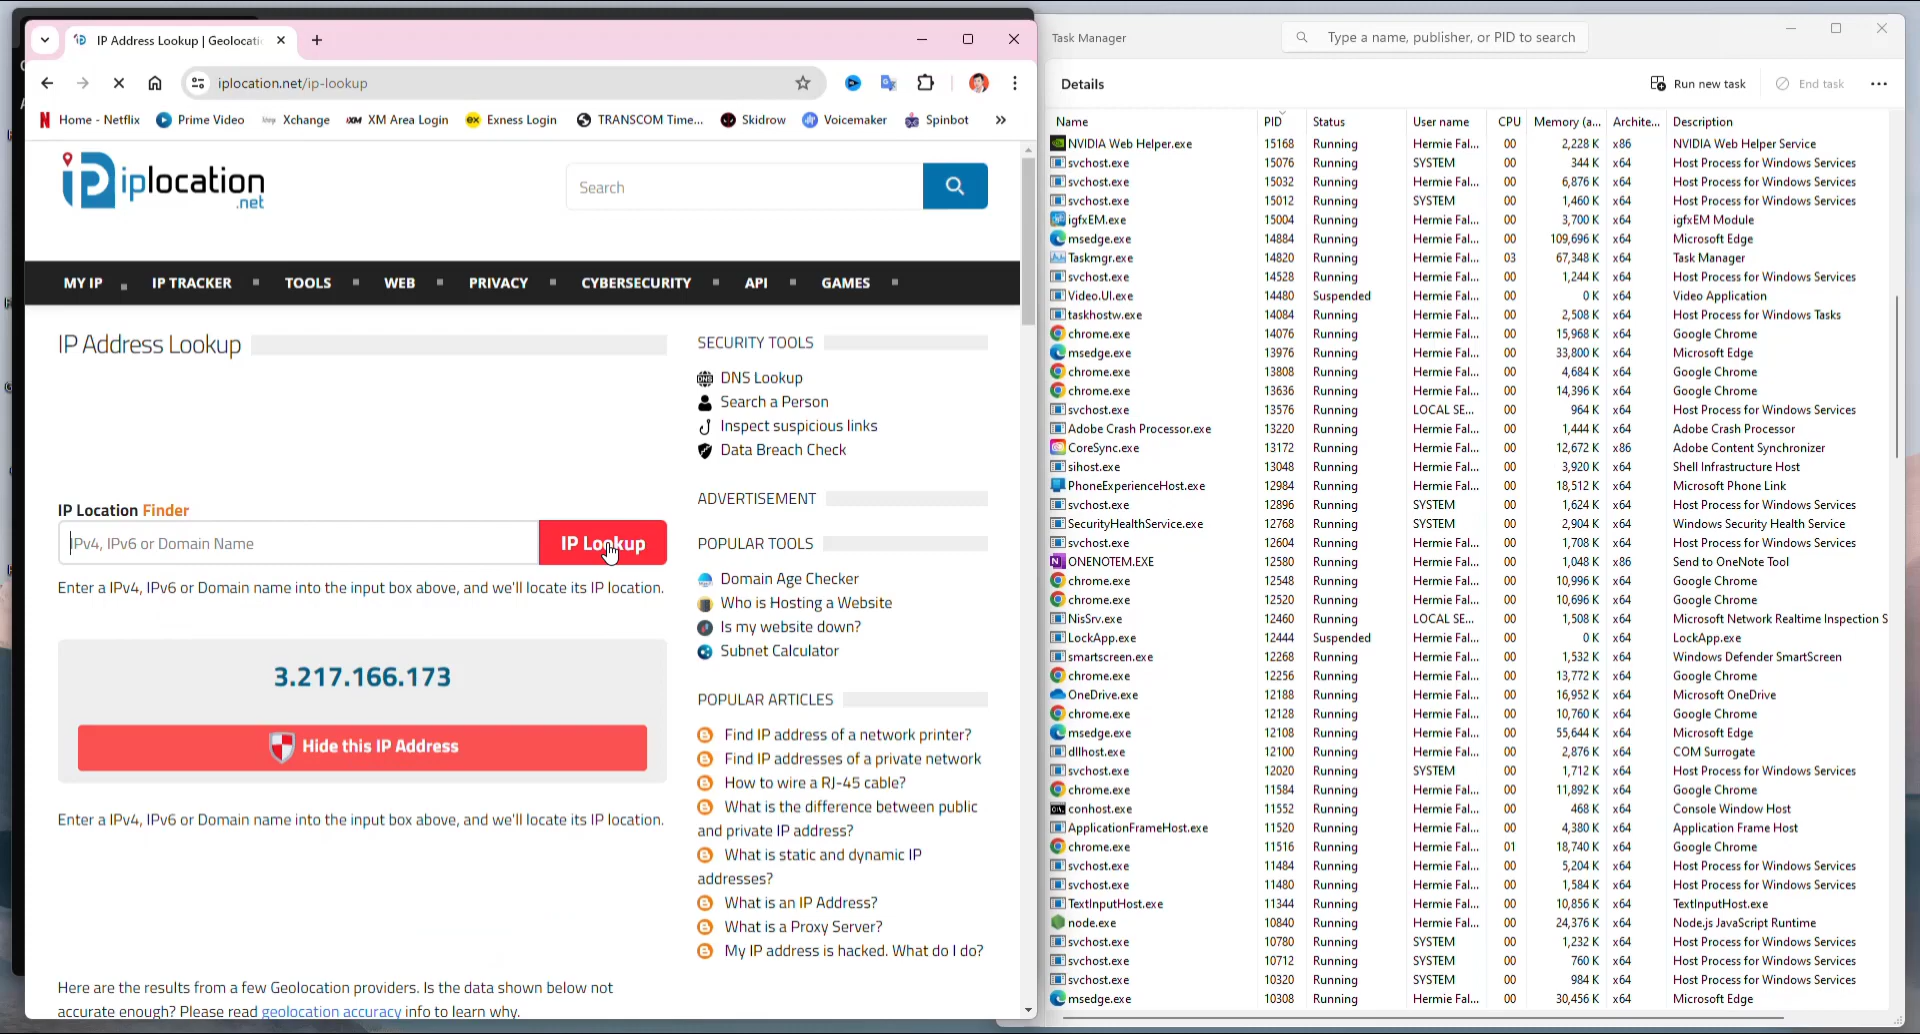 IP Address Lookup | Geolocati
iplocation.net/ip-lookup
Home - Netflix
Prime Video
Xchange
XM Area Login
Exness Login
TRANSCOM Time...
Skidrow
Voicemaker
Spinbot
»
iplocation
.net
Search
MY IP
IP TRACKER
TOOLS
WEB
PRIVACY
CYBERSECURITY
API
GAMES
IP Address Lookup
IP Location Finder
IPv4, IPv6 or Domain Name
IP Lookup
Enter a IPv4, IPv6 or Domain name into the input box above, and we'll locate its IP location.
3.217.166.173
Hide this IP Address
Enter a IPv4, IPv6 or Domain name into the input box above, and we'll locate its IP location.
Here are the results from a few Geolocation providers. Is the data shown below not
accurate enough? Please read geolocation accuracy info to learn why.
SECURITY TOOLS
DNS Lookup
Search a Person
Inspect suspicious links
Data Breach Check
ADVERTISEMENT
POPULAR TOOLS
Domain Age Checker
Who is Hosting a Website
Is my website down?
Subnet Calculator
POPULAR ARTICLES
Find IP address of a network printer?
Find IP addresses of a private network
How to wire a RJ-45 cable?
What is the difference between public
and private IP address?
What is static and dynamic IP
addresses?
What is an IP Address?
What is a Proxy Server?
My IP address is hacked. What do I do?
Task Manager
Type a name, publisher, or PID to search
Details
Run new task
End task
Name PID Status User name CPU Memory (a... Archite... Description
NVIDIA Web Helper.exe 15168 Running Hermie Fal... 00 2,228 K x86 NVIDIA Web Helper Service
svchost.exe 15076 Running SYSTEM 00 344 K x64 Host Process for Windows Services
svchost.exe 15032 Running Hermie Fal... 00 6,876 K x64 Host Process for Windows Services
svchost.exe 15012 Running SYSTEM 00 1,460 K x64 Host Process for Windows Services
igfxEM.exe 15004 Running Hermie Fal... 00 3,700 K x64 igfxEM Module
msedge.exe 14884 Running Hermie Fal... 00 109,696 K x64 Microsoft Edge
Taskmgr.exe 14820 Running Hermie Fal... 03 67,348 K x64 Task Manager
svchost.exe 14528 Running Hermie Fal... 00 1,244 K x64 Host Process for Windows Services
Video.UI.exe 14480 Suspended Hermie Fal... 00 0 K x64 Video Application
taskhostw.exe 14084 Running Hermie Fal... 00 2,508 K x64 Host Process for Windows Tasks
chrome.exe 14076 Running Hermie Fal... 00 15,968 K x64 Google Chrome
msedge.exe 13976 Running Hermie Fal... 00 33,800 K x64 Microsoft Edge
chrome.exe 13808 Running Hermie Fal... 00 4,684 K x64 Google Chrome
chrome.exe 13636 Running Hermie Fal... 00 14,396 K x64 Google Chrome
svchost.exe 13576 Running LOCAL SE... 00 964 K x64 Host Process for Windows Services
Adobe Crash Processor.exe 13220 Running Hermie Fal... 00 1,444 K x64 Adobe Crash Processor
CoreSync.exe 13172 Running Hermie Fal... 00 12,672 K x86 Adobe Content Synchronizer
sihost.exe 13048 Running Hermie Fal... 00 3,920 K x64 Shell Infrastructure Host
PhoneExperienceHost.exe 12984 Running Hermie Fal... 00 18,512 K x64 Microsoft Phone Link
svchost.exe 12896 Running SYSTEM 00 1,624 K x64 Host Process for Windows Services
SecurityHealthService.exe 12768 Running SYSTEM 00 2,904 K x64 Windows Security Health Service
svchost.exe 12604 Running Hermie Fal... 00 1,708 K x64 Host Process for Windows Services
ONENOTEM.EXE 12580 Running Hermie Fal... 00 1,048 K x86 Send to OneNote Tool
chrome.exe 12548 Running Hermie Fal... 00 10,996 K x64 Google Chrome
chrome.exe 12520 Running Hermie Fal... 00 10,696 K x64 Google Chrome
NisSrv.exe 12460 Running LOCAL SE... 00 1,508 K x64 Microsoft Network Realtime Inspection S
LockApp.exe 12444 Suspended Hermie Fal... 00 0 K x64 LockApp.exe
smartscreen.exe 12268 Running Hermie Fal... 00 1,532 K x64 Windows Defender SmartScreen
chrome.exe 12256 Running Hermie Fal... 00 13,772 K x64 Google Chrome
OneDrive.exe 12188 Running Hermie Fal... 00 16,952 K x64 Microsoft OneDrive
chrome.exe 12128 Running Hermie Fal... 00 10,760 K x64 Google Chrome
msedge.exe 12108 Running Hermie Fal... 00 55,644 K x64 Microsoft Edge
dllhost.exe 12100 Running Hermie Fal... 00 2,876 K x64 COM Surrogate
svchost.exe 12020 Running SYSTEM 00 1,712 K x64 Host Process for Windows Services
chrome.exe 11584 Running Hermie Fal... 00 11,892 K x64 Google Chrome
conhost.exe 11552 Running Hermie Fal... 00 468 K x64 Console Window Host
ApplicationFrameHost.exe 11520 Running Hermie Fal... 00 4,380 K x64 Application Frame Host
chrome.exe 11516 Running Hermie Fal... 01 18,740 K x64 Google Chrome
svchost.exe 11484 Running Hermie Fal... 00 5,204 K x64 Host Process for Windows Services
svchost.exe 11480 Running Hermie Fal... 00 1,584 K x64 Host Process for Windows Services
TextInputHost.exe 11344 Running Hermie Fal... 00 10,856 K x64 TextInputHost.exe
node.exe 10840 Running Hermie Fal... 00 24,376 K x64 Node.js JavaScript Runtime
svchost.exe 10780 Running SYSTEM 00 1,232 K x64 Host Process for Windows Services
svchost.exe 10712 Running SYSTEM 00 760 K x64 Host Process for Windows Services
svchost.exe 10320 Running SYSTEM 00 984 K x64 Host Process for Windows Services
msedge.exe 10308 Running Hermie Fal... 00 30,456 K x64 Microsoft Edge